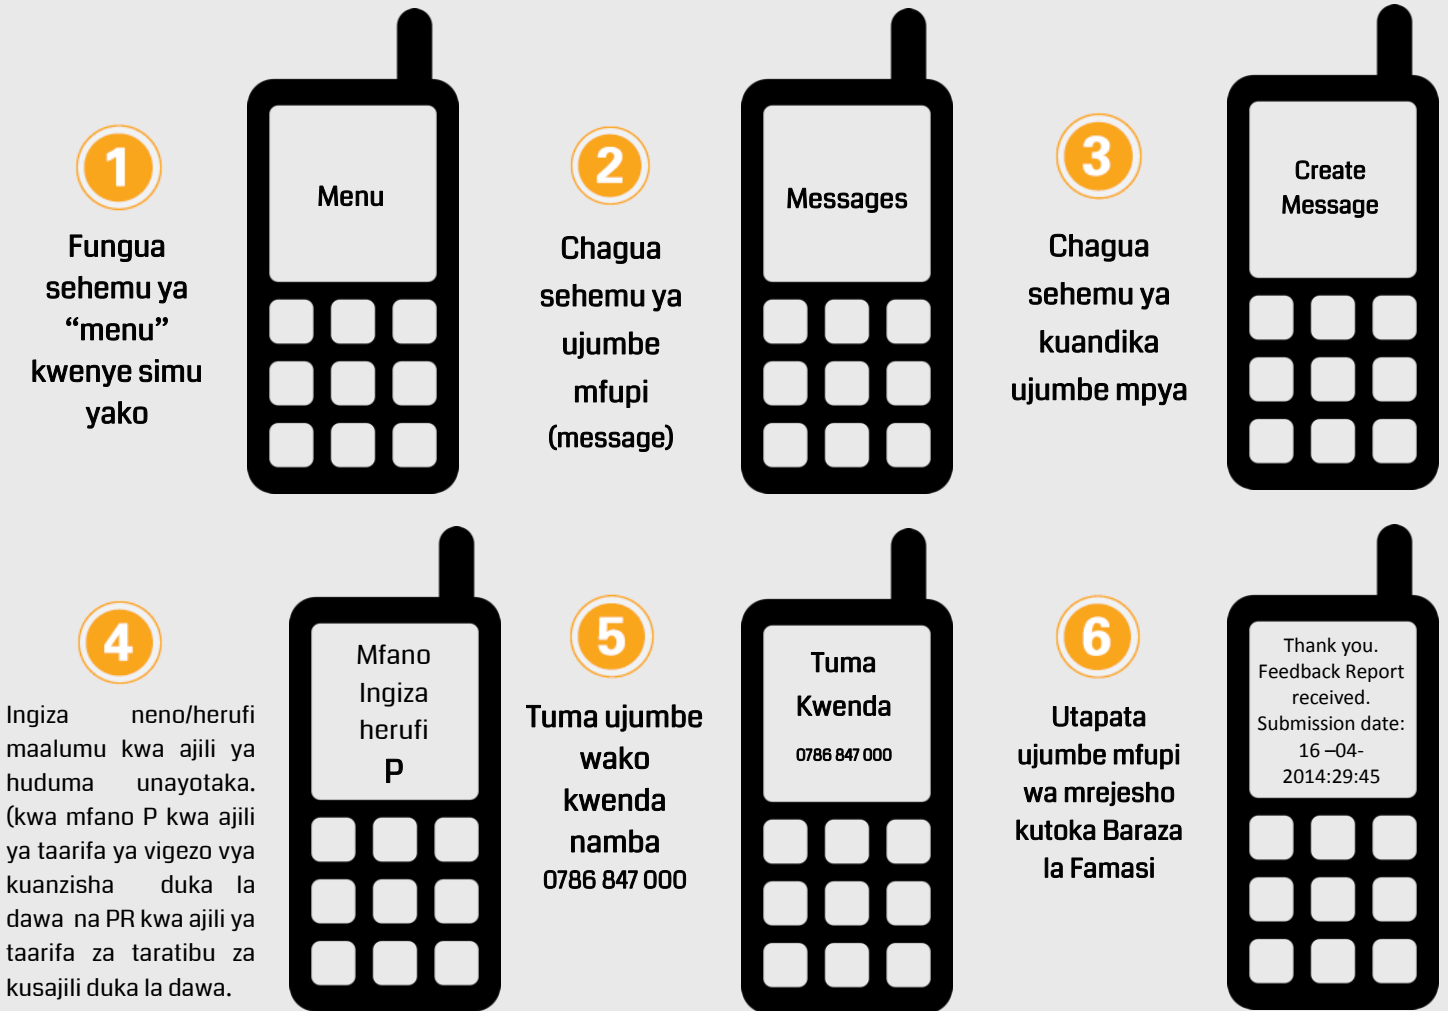 1
Fungua
sehemu ya
“menu”
kwenye simu
yako
Menu
2
Chagua
sehemu ya
ujumbe
mfupi
(message)
Messages
3
Chagua
sehemu ya
kuandika
ujumbe mpya
Create
Message
4
Ingiza neno/herufi
maalumu kwa ajili ya
huduma unayotaka.
(kwa mfano P kwa ajili
ya taarifa ya vigezo vya
kuanzisha duka la
dawa na PR kwa ajili ya
taarifa za taratibu za
kusajili duka la dawa.
Mfano
Ingiza
herufi
P
5
Tuma ujumbe
wako
kwenda
namba
0786 847 000
Tuma
Kwenda
0786 847 000
6
Utapata
ujumbe mfupi
wa mrejesho
kutoka Baraza
la Famasi
Thank you.
Feedback Report
received.
Submission date:
16 –04-
2014:29:45